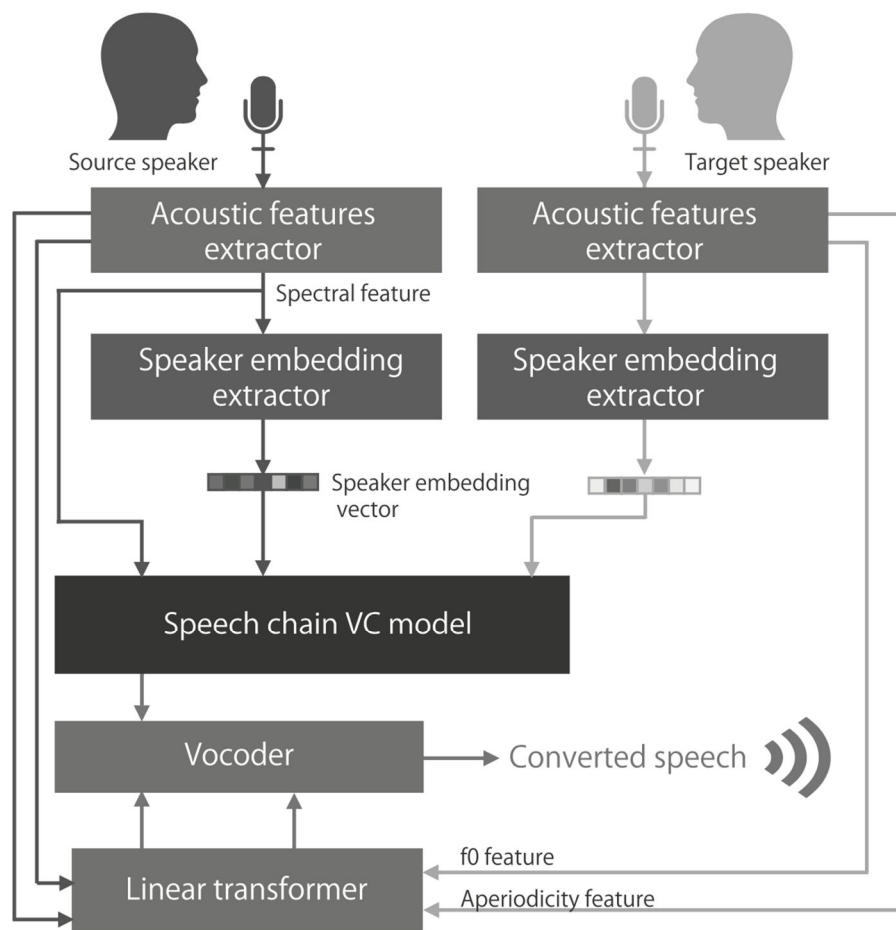 Source speaker
Target speaker
Acoustic features
extractor
Acoustic features
extractor
Spectral feature
Speaker embedding
extractor
Speaker embedding
extractor
Speaker embedding
vector
Speech chain VC model
Vocoder
Converted speech
f0 feature
Linear transformer
Aperiodicity feature